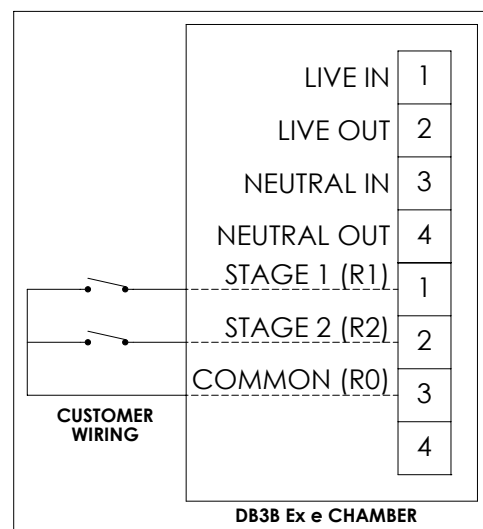 LIVE IN 1
LIVE OUT 2
NEUTRAL IN 3
NEUTRAL OUT 4
STAGE 1 (R1) 1
STAGE 2 (R2) 2
COMMON (R0) 3
4
CUSTOMER
WIRING
DB3B Ex e CHAMBER